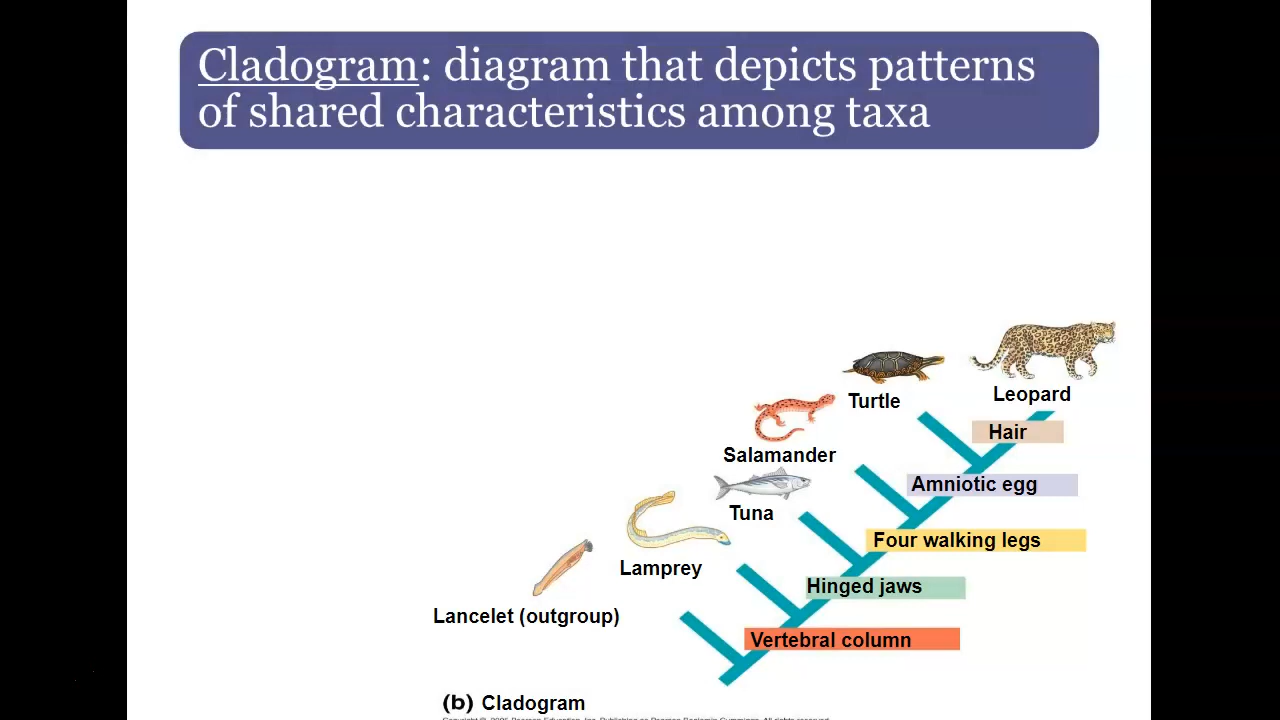 Cladogram: diagram that depicts patterns
of shared characteristics among taxa
Leopard
Turtle
Hair
Salamander
Amniotic egg
Tuna
Four walking legs
Lamprey
Hinged jaws
Lancelet (outgroup)
Vertebral column
(b) Cladogram